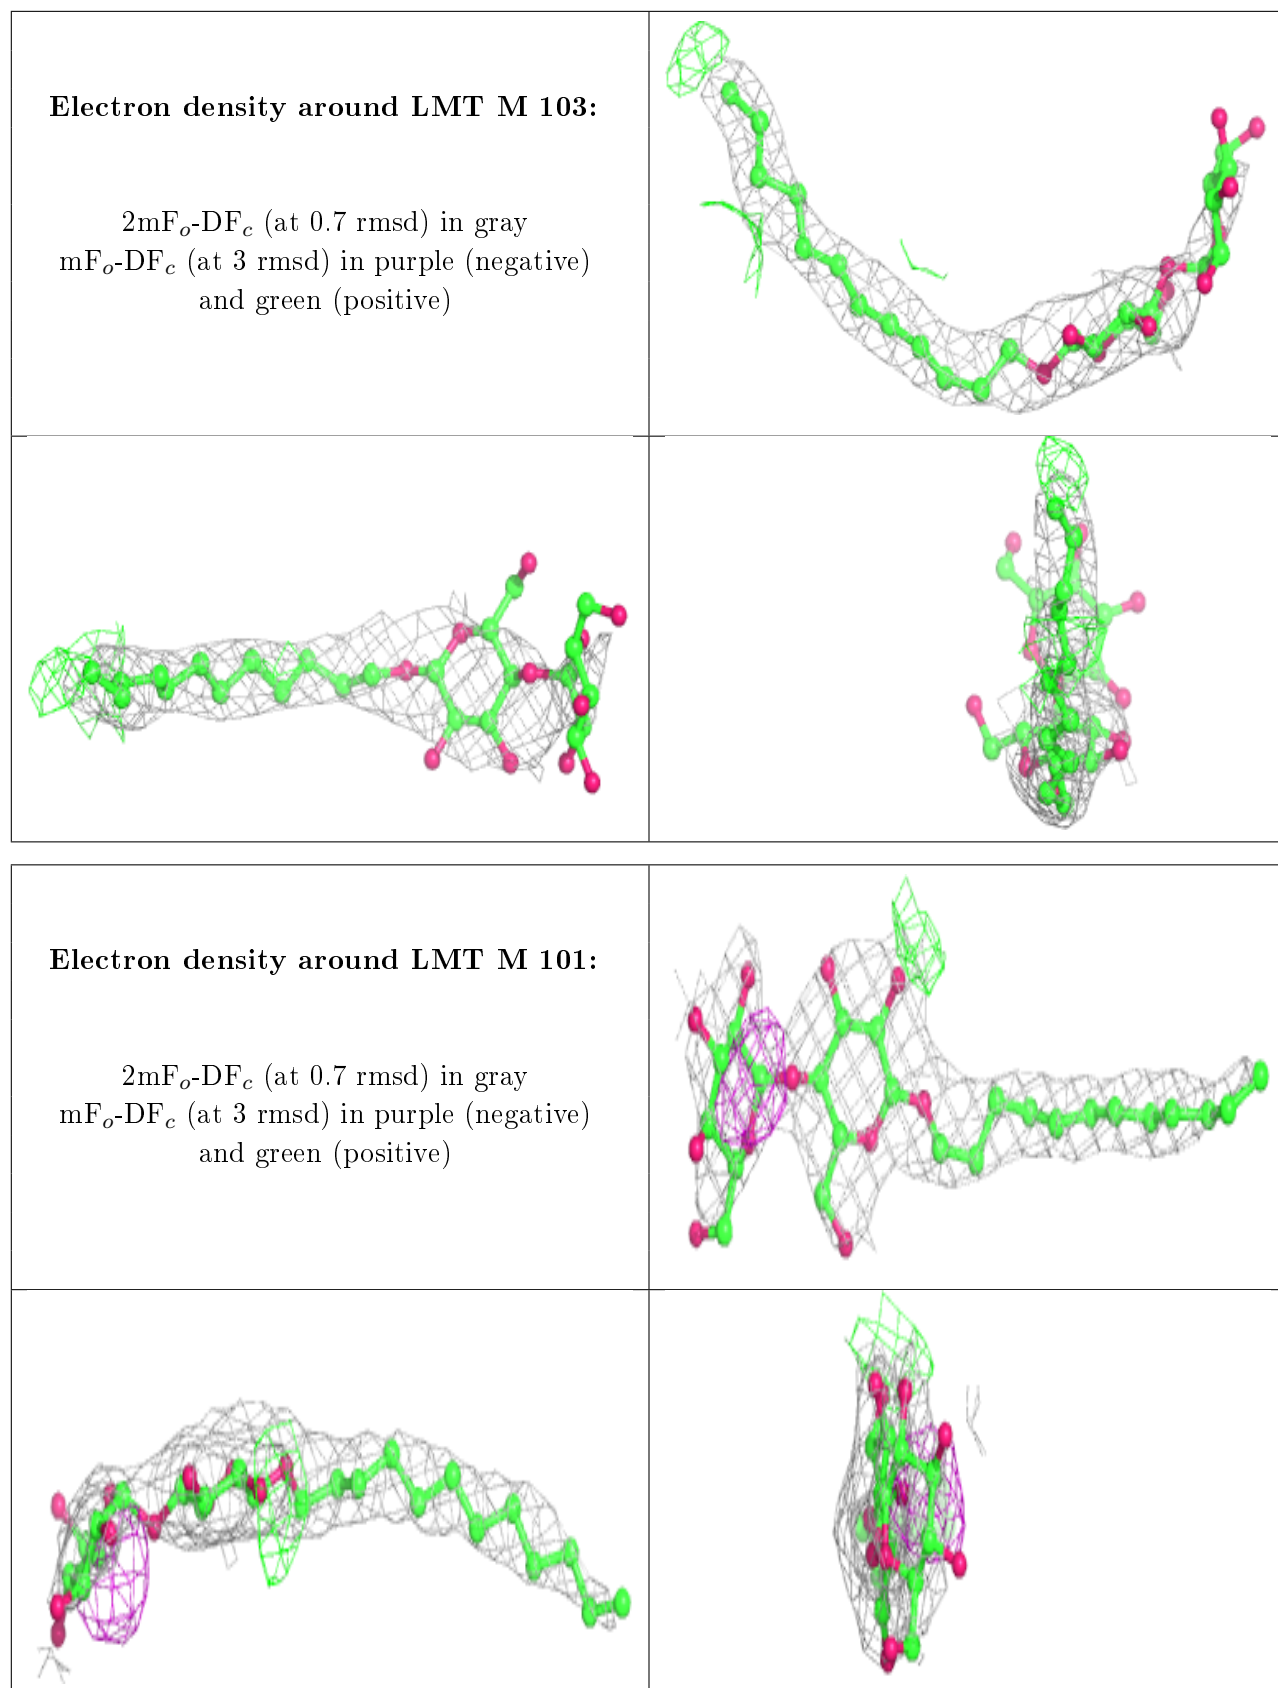 Electron density around LMT M 103:
2mFₒ-DF𝒸 (at 0.7 rmsd) in gray
mFₒ-DF𝒸 (at 3 rmsd) in purple (negative)
and green (positive)
Electron density around LMT M 101:
2mFₒ-DF𝒸 (at 0.7 rmsd) in gray
mFₒ-DF𝒸 (at 3 rmsd) in purple (negative)
and green (positive)